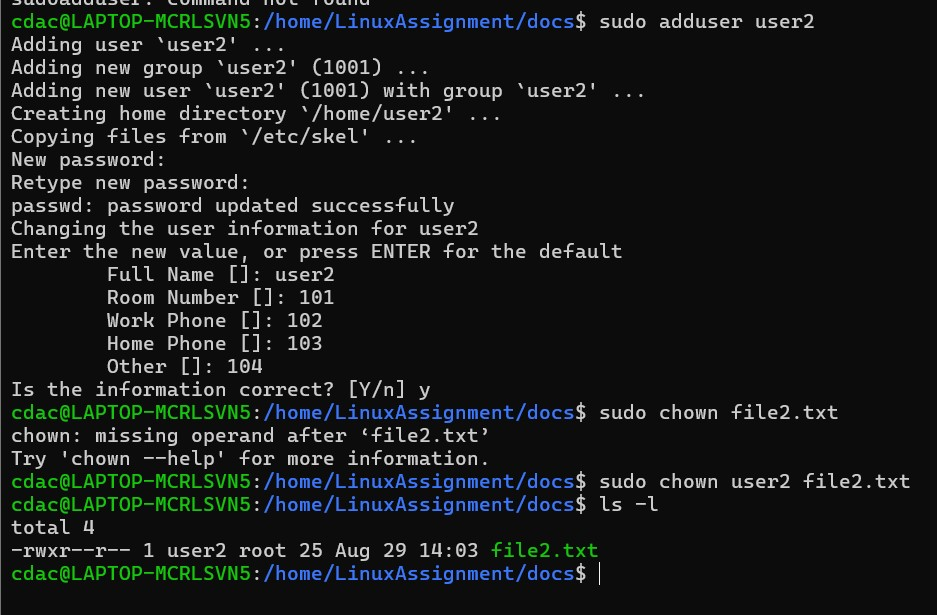 sudoadduser: command not found
cdac@LAPTOP-MCRLSVN5:/home/LinuxAssignment/docs$ sudo adduser user2
Adding user `user2' ...
Adding new group `user2' (1001) ...
Adding new user `user2' (1001) with group `user2' ...
Creating home directory `/home/user2' ...
Copying files from `/etc/skel' ...
New password:
Retype new password:
passwd: password updated successfully
Changing the user information for user2
Enter the new value, or press ENTER for the default
        Full Name []: user2
        Room Number []: 101
        Work Phone []: 102
        Home Phone []: 103
        Other []: 104
Is the information correct? [Y/n] y
cdac@LAPTOP-MCRLSVN5:/home/LinuxAssignment/docs$ sudo chown file2.txt
chown: missing operand after ‘file2.txt’
Try 'chown --help' for more information.
cdac@LAPTOP-MCRLSVN5:/home/LinuxAssignment/docs$ sudo chown user2 file2.txt
cdac@LAPTOP-MCRLSVN5:/home/LinuxAssignment/docs$ ls -l
total 4
-rwxr--r-- 1 user2 root 25 Aug 29 14:03 file2.txt
cdac@LAPTOP-MCRLSVN5:/home/LinuxAssignment/docs$